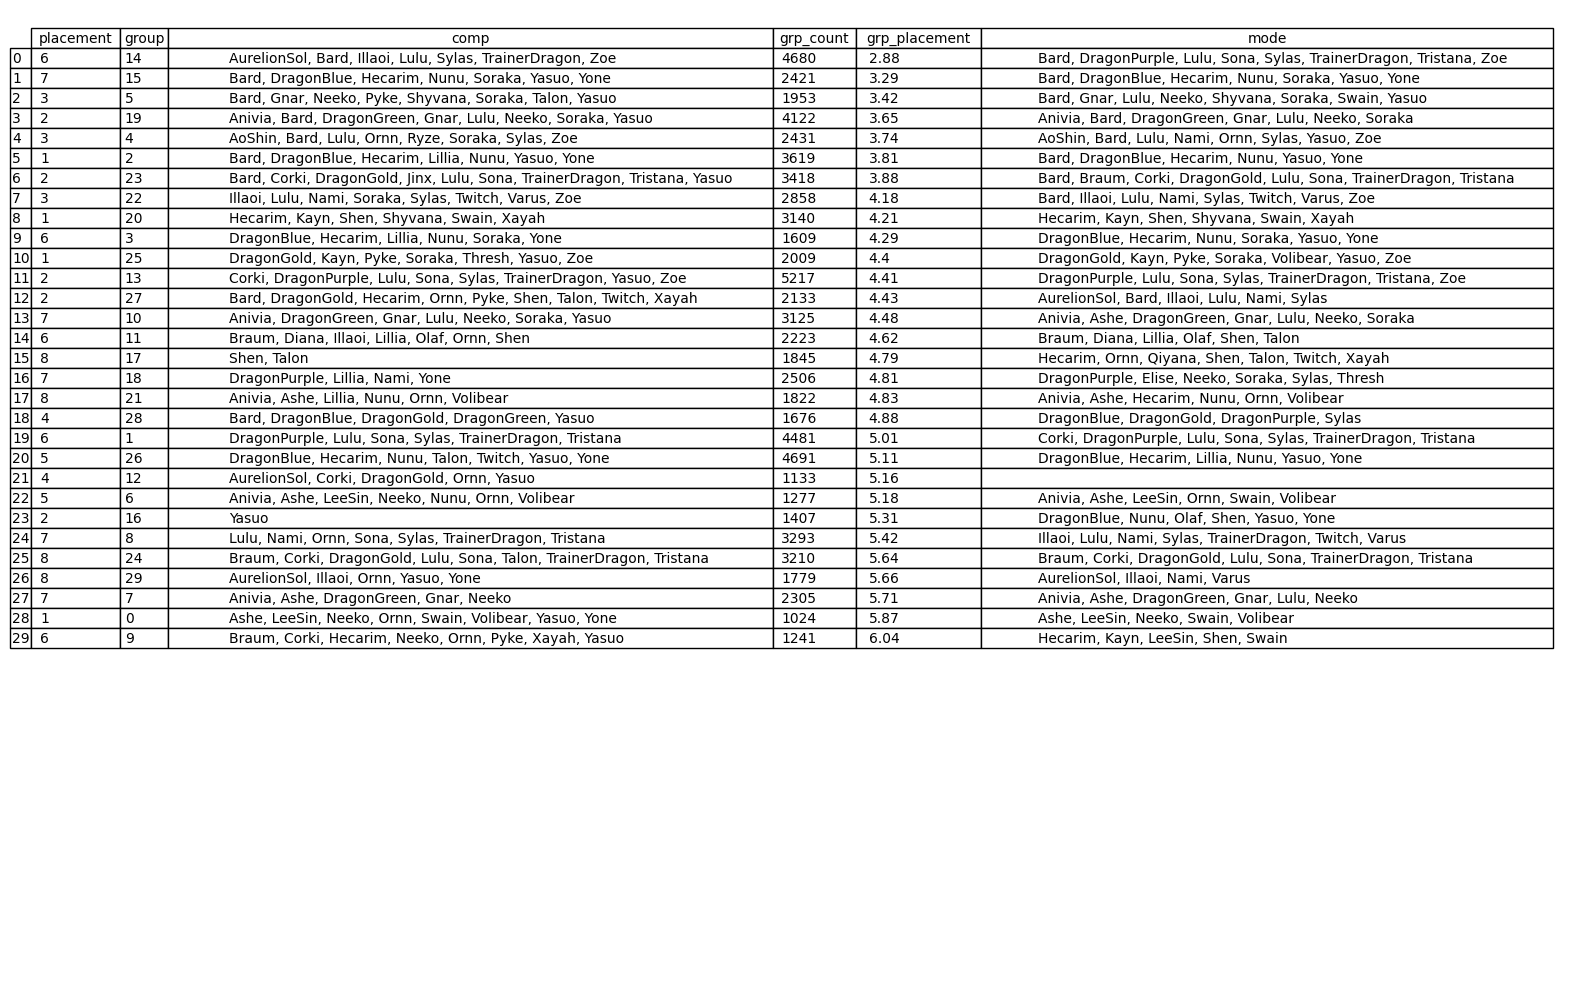 placement group comp grp_count grp_placement mode
0 6 14 AurelionSol, Bard, Illaoi, Lulu, Sylas, TrainerDragon, Zoe 4680 2.88 Bard, DragonPurple, Lulu, Sona, Sylas, TrainerDragon, Tristana, Zoe
1 7 15 Bard, DragonBlue, Hecarim, Nunu, Soraka, Yasuo, Yone 2421 3.29 Bard, DragonBlue, Hecarim, Nunu, Soraka, Yasuo, Yone
2 3 5 Bard, Gnar, Neeko, Pyke, Shyvana, Soraka, Talon, Yasuo 1953 3.42 Bard, Gnar, Lulu, Neeko, Shyvana, Soraka, Swain, Yasuo
3 2 19 Anivia, Bard, DragonGreen, Gnar, Lulu, Neeko, Soraka, Yasuo 4122 3.65 Anivia, Bard, DragonGreen, Gnar, Lulu, Neeko, Soraka
4 3 4 AoShin, Bard, Lulu, Ornn, Ryze, Soraka, Sylas, Zoe 2431 3.74 AoShin, Bard, Lulu, Nami, Ornn, Sylas, Yasuo, Zoe
5 1 2 Bard, DragonBlue, Hecarim, Lillia, Nunu, Yasuo, Yone 3619 3.81 Bard, DragonBlue, Hecarim, Nunu, Yasuo, Yone
6 2 23 Bard, Corki, DragonGold, Jinx, Lulu, Sona, TrainerDragon, Tristana, Yasuo 3418 3.88 Bard, Braum, Corki, DragonGold, Lulu, Sona, TrainerDragon, Tristana
7 3 22 Illaoi, Lulu, Nami, Soraka, Sylas, Twitch, Varus, Zoe 2858 4.18 Bard, Illaoi, Lulu, Nami, Sylas, Twitch, Varus, Zoe
8 1 20 Hecarim, Kayn, Shen, Shyvana, Swain, Xayah 3140 4.21 Hecarim, Kayn, Shen, Shyvana, Swain, Xayah
9 6 3 DragonBlue, Hecarim, Lillia, Nunu, Soraka, Yone 1609 4.29 DragonBlue, Hecarim, Nunu, Soraka, Yasuo, Yone
10 1 25 DragonGold, Kayn, Pyke, Soraka, Thresh, Yasuo, Zoe 2009 4.4 DragonGold, Kayn, Pyke, Soraka, Volibear, Yasuo, Zoe
11 2 13 Corki, DragonPurple, Lulu, Sona, Sylas, TrainerDragon, Yasuo, Zoe 5217 4.41 DragonPurple, Lulu, Sona, Sylas, TrainerDragon, Tristana, Zoe
12 2 27 Bard, DragonGold, Hecarim, Ornn, Pyke, Shen, Talon, Twitch, Xayah 2133 4.43 AurelionSol, Bard, Illaoi, Lulu, Nami, Sylas
13 7 10 Anivia, DragonGreen, Gnar, Lulu, Neeko, Soraka, Yasuo 3125 4.48 Anivia, Ashe, DragonGreen, Gnar, Lulu, Neeko, Soraka
14 6 11 Braum, Diana, Illaoi, Lillia, Olaf, Ornn, Shen 2223 4.62 Braum, Diana, Lillia, Olaf, Shen, Talon
15 8 17 Shen, Talon 1845 4.79 Hecarim, Ornn, Qiyana, Shen, Talon, Twitch, Xayah
16 7 18 DragonPurple, Lillia, Nami, Yone 2506 4.81 DragonPurple, Elise, Neeko, Soraka, Sylas, Thresh
17 8 21 Anivia, Ashe, Lillia, Nunu, Ornn, Volibear 1822 4.83 Anivia, Ashe, Hecarim, Nunu, Ornn, Volibear
18 4 28 Bard, DragonBlue, DragonGold, DragonGreen, Yasuo 1676 4.88 DragonBlue, DragonGold, DragonPurple, Sylas
19 6 1 DragonPurple, Lulu, Sona, Sylas, TrainerDragon, Tristana 4481 5.01 Corki, DragonPurple, Lulu, Sona, Sylas, TrainerDragon, Tristana
20 5 26 DragonBlue, Hecarim, Nunu, Talon, Twitch, Yasuo, Yone 4691 5.11 DragonBlue, Hecarim, Lillia, Nunu, Yasuo, Yone
21 4 12 AurelionSol, Corki, DragonGold, Ornn, Yasuo 1133 5.16
22 5 6 Anivia, Ashe, LeeSin, Neeko, Nunu, Ornn, Volibear 1277 5.18 Anivia, Ashe, LeeSin, Ornn, Swain, Volibear
23 2 16 Yasuo 1407 5.31 DragonBlue, Nunu, Olaf, Shen, Yasuo, Yone
24 7 8 Lulu, Nami, Ornn, Sona, Sylas, TrainerDragon, Tristana 3293 5.42 Illaoi, Lulu, Nami, Sylas, TrainerDragon, Twitch, Varus
25 8 24 Braum, Corki, DragonGold, Lulu, Sona, Talon, TrainerDragon, Tristana 3210 5.64 Braum, Corki, DragonGold, Lulu, Sona, TrainerDragon, Tristana
26 8 29 AurelionSol, Illaoi, Ornn, Yasuo, Yone 1779 5.66 AurelionSol, Illaoi, Nami, Varus
27 7 7 Anivia, Ashe, DragonGreen, Gnar, Neeko 2305 5.71 Anivia, Ashe, DragonGreen, Gnar, Lulu, Neeko
28 1 0 Ashe, LeeSin, Neeko, Ornn, Swain, Volibear, Yasuo, Yone 1024 5.87 Ashe, LeeSin, Neeko, Swain, Volibear
29 6 9 Braum, Corki, Hecarim, Neeko, Ornn, Pyke, Xayah, Yasuo 1241 6.04 Hecarim, Kayn, LeeSin, Shen, Swain